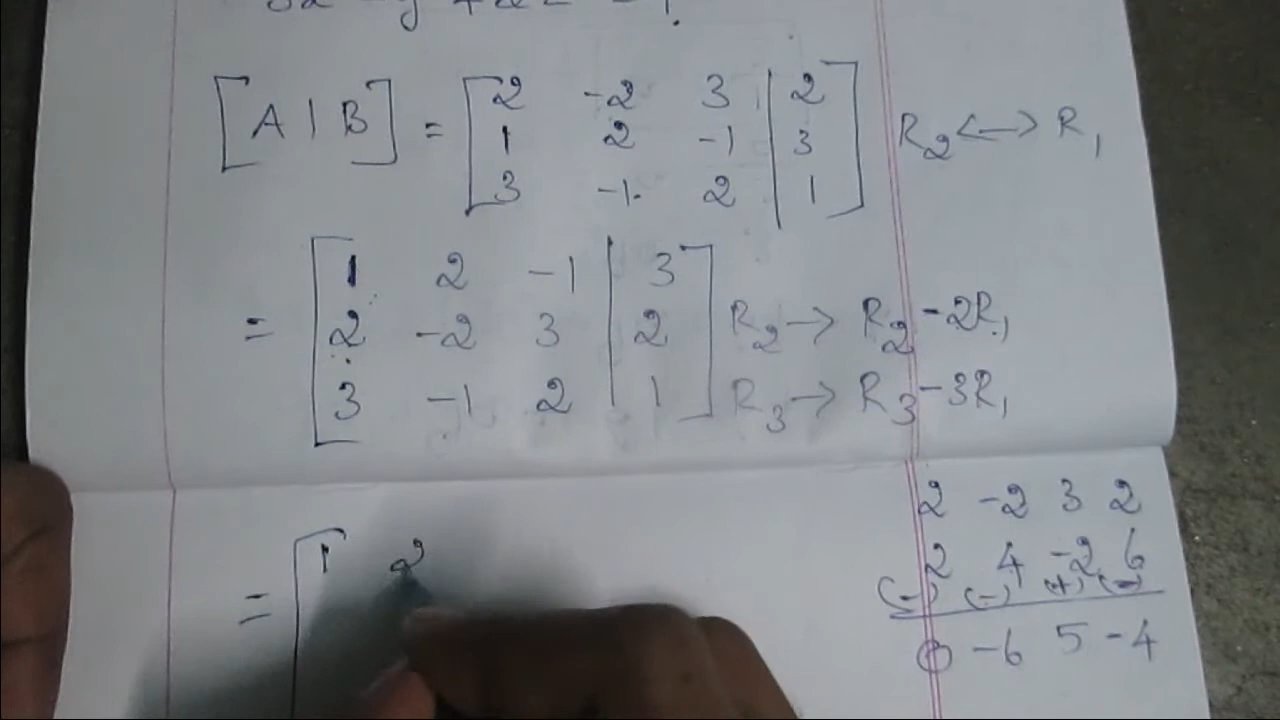 [A | B] = [2 -2 3 | 2] R₂ ↔ R₁
1 2 -1 | 3
3 -1 2 | 1
= [1 2 -1 | 3]
2 -2 3 | 2 R₂ → R₂ - 2R₁
3 -1 2 | 1 R₃ → R₃ - 3R₁
2 -2 3 2
2 4 -2 6
(-) (-) (+) (-)
0 -6 5 -4
= [1 2